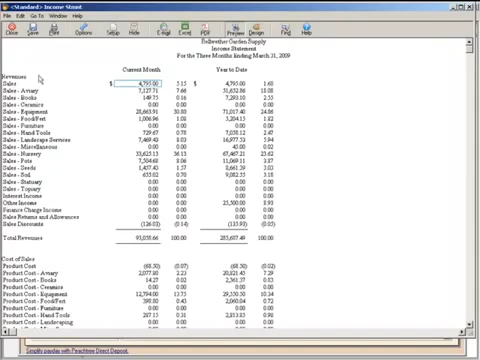 <Standard> Income Stmnt
File Edit Go To Window Help
Close Save Print Options Setup Hide E-mail Excel PDF Preview Design Find Help
Bellwether Garden Supply
Income Statement
For the Three Months Ending March 31, 2009
Current Month Year to Date
Revenues
Sales $ 4,795.00 5.15 $ 4,795.00 1.68
Sales - Aviary 7,127.71 7.66 51,652.86 18.08
Sales - Books 149.75 0.16 7,293.10 2.55
Sales - Ceramics 0.00 0.00 0.00 0.00
Sales - Equipment 28,663.91 30.80 71,017.40 24.86
Sales - Food/Fert 1,006.96 1.08 5,204.15 1.82
Sales - Furniture 0.00 0.00 0.00 0.00
Sales - Hand Tools 729.67 0.78 7,058.12 2.47
Sales - Landscape Services 7,469.43 8.03 16,977.53 5.94
Sales - Miscellaneous 0.00 0.00 45.00 0.02
Sales - Nursery 33,625.13 36.13 67,467.21 23.62
Sales - Pots 7,504.68 8.06 11,069.11 3.87
Sales - Seeds 1,457.43 1.57 8,661.39 3.03
Sales - Soil 655.02 0.70 9,082.55 3.18
Sales - Statuary 0.00 0.00 0.00 0.00
Sales - Topiary 0.00 0.00 0.00 0.00
Interest Income 0.00 0.00 0.00 0.00
Other Income 0.00 0.00 25,500.00 8.93
Finance Charge Income 0.00 0.00 0.00 0.00
Sales Returns and Allowances 0.00 0.00 0.00 0.00
Sales Discounts (126.03) (0.14) (135.93) (0.05)
Total Revenues 93,058.66 100.00 285,687.49 100.00
Cost of Sales
Product Cost (68.50) (0.07) (68.50) (0.02)
Product Cost - Aviary 2,077.80 2.23 20,821.45 7.29
Product Cost - Books 14.27 0.02 2,361.37 0.83
Product Cost - Ceramics 0.00 0.00 0.00 0.00
Product Cost - Equipment 12,794.00 13.75 29,553.50 10.34
Product Cost - Food/Fert 398.80 0.43 2,060.04 0.72
Product Cost - Furniture 0.00 0.00 0.00 0.00
Product Cost - Hand Tools 287.15 0.31 2,813.85 0.98
Product Cost - Landscaping 0.00 0.00 0.00 0.00
Simplify payday with Peachtree Direct Deposit.